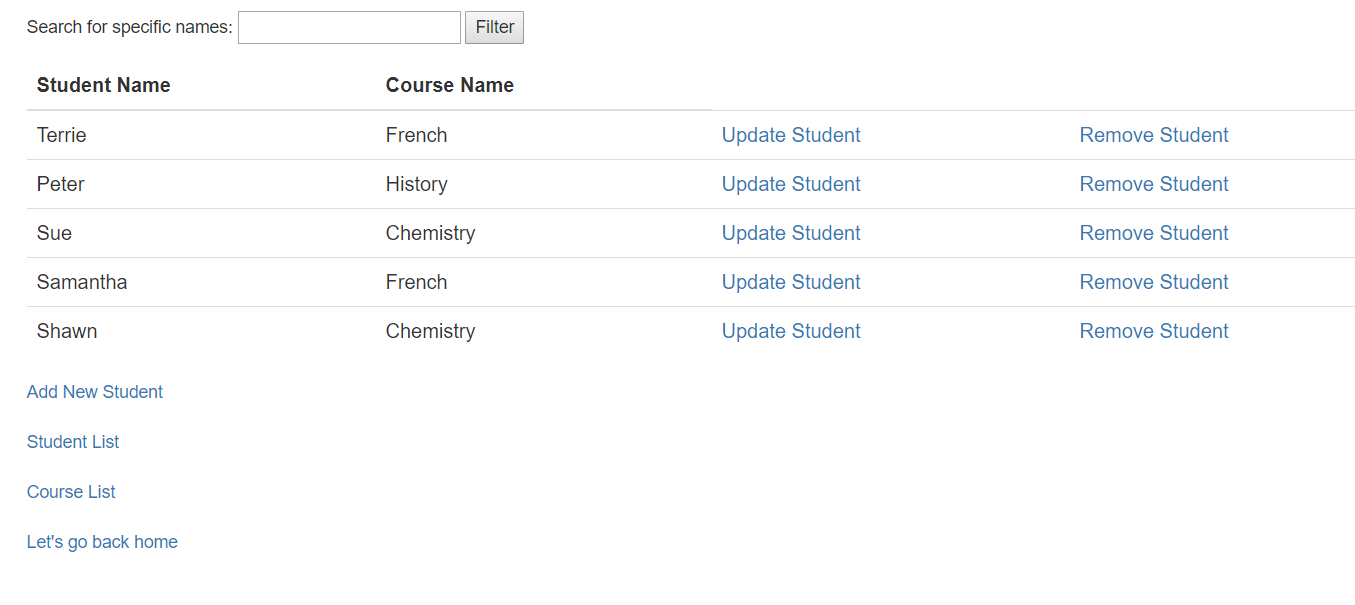 Search for specific names: Filter
Student Name Course Name
Terrie French Update Student Remove Student
Peter History Update Student Remove Student
Sue Chemistry Update Student Remove Student
Samantha French Update Student Remove Student
Shawn Chemistry Update Student Remove Student
Add New Student
Student List
Course List
Let's go back home